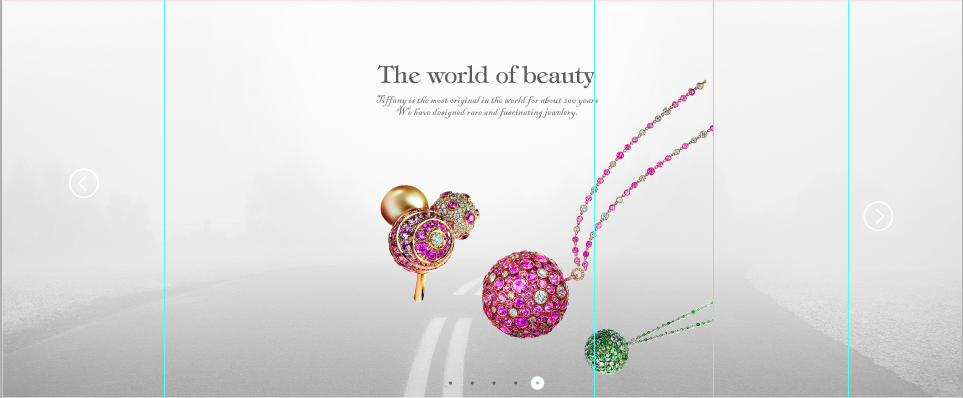 The world of beauty
Tiffany is the most original in the world for about 200 years
We have designed rare and fascinating jewelery.